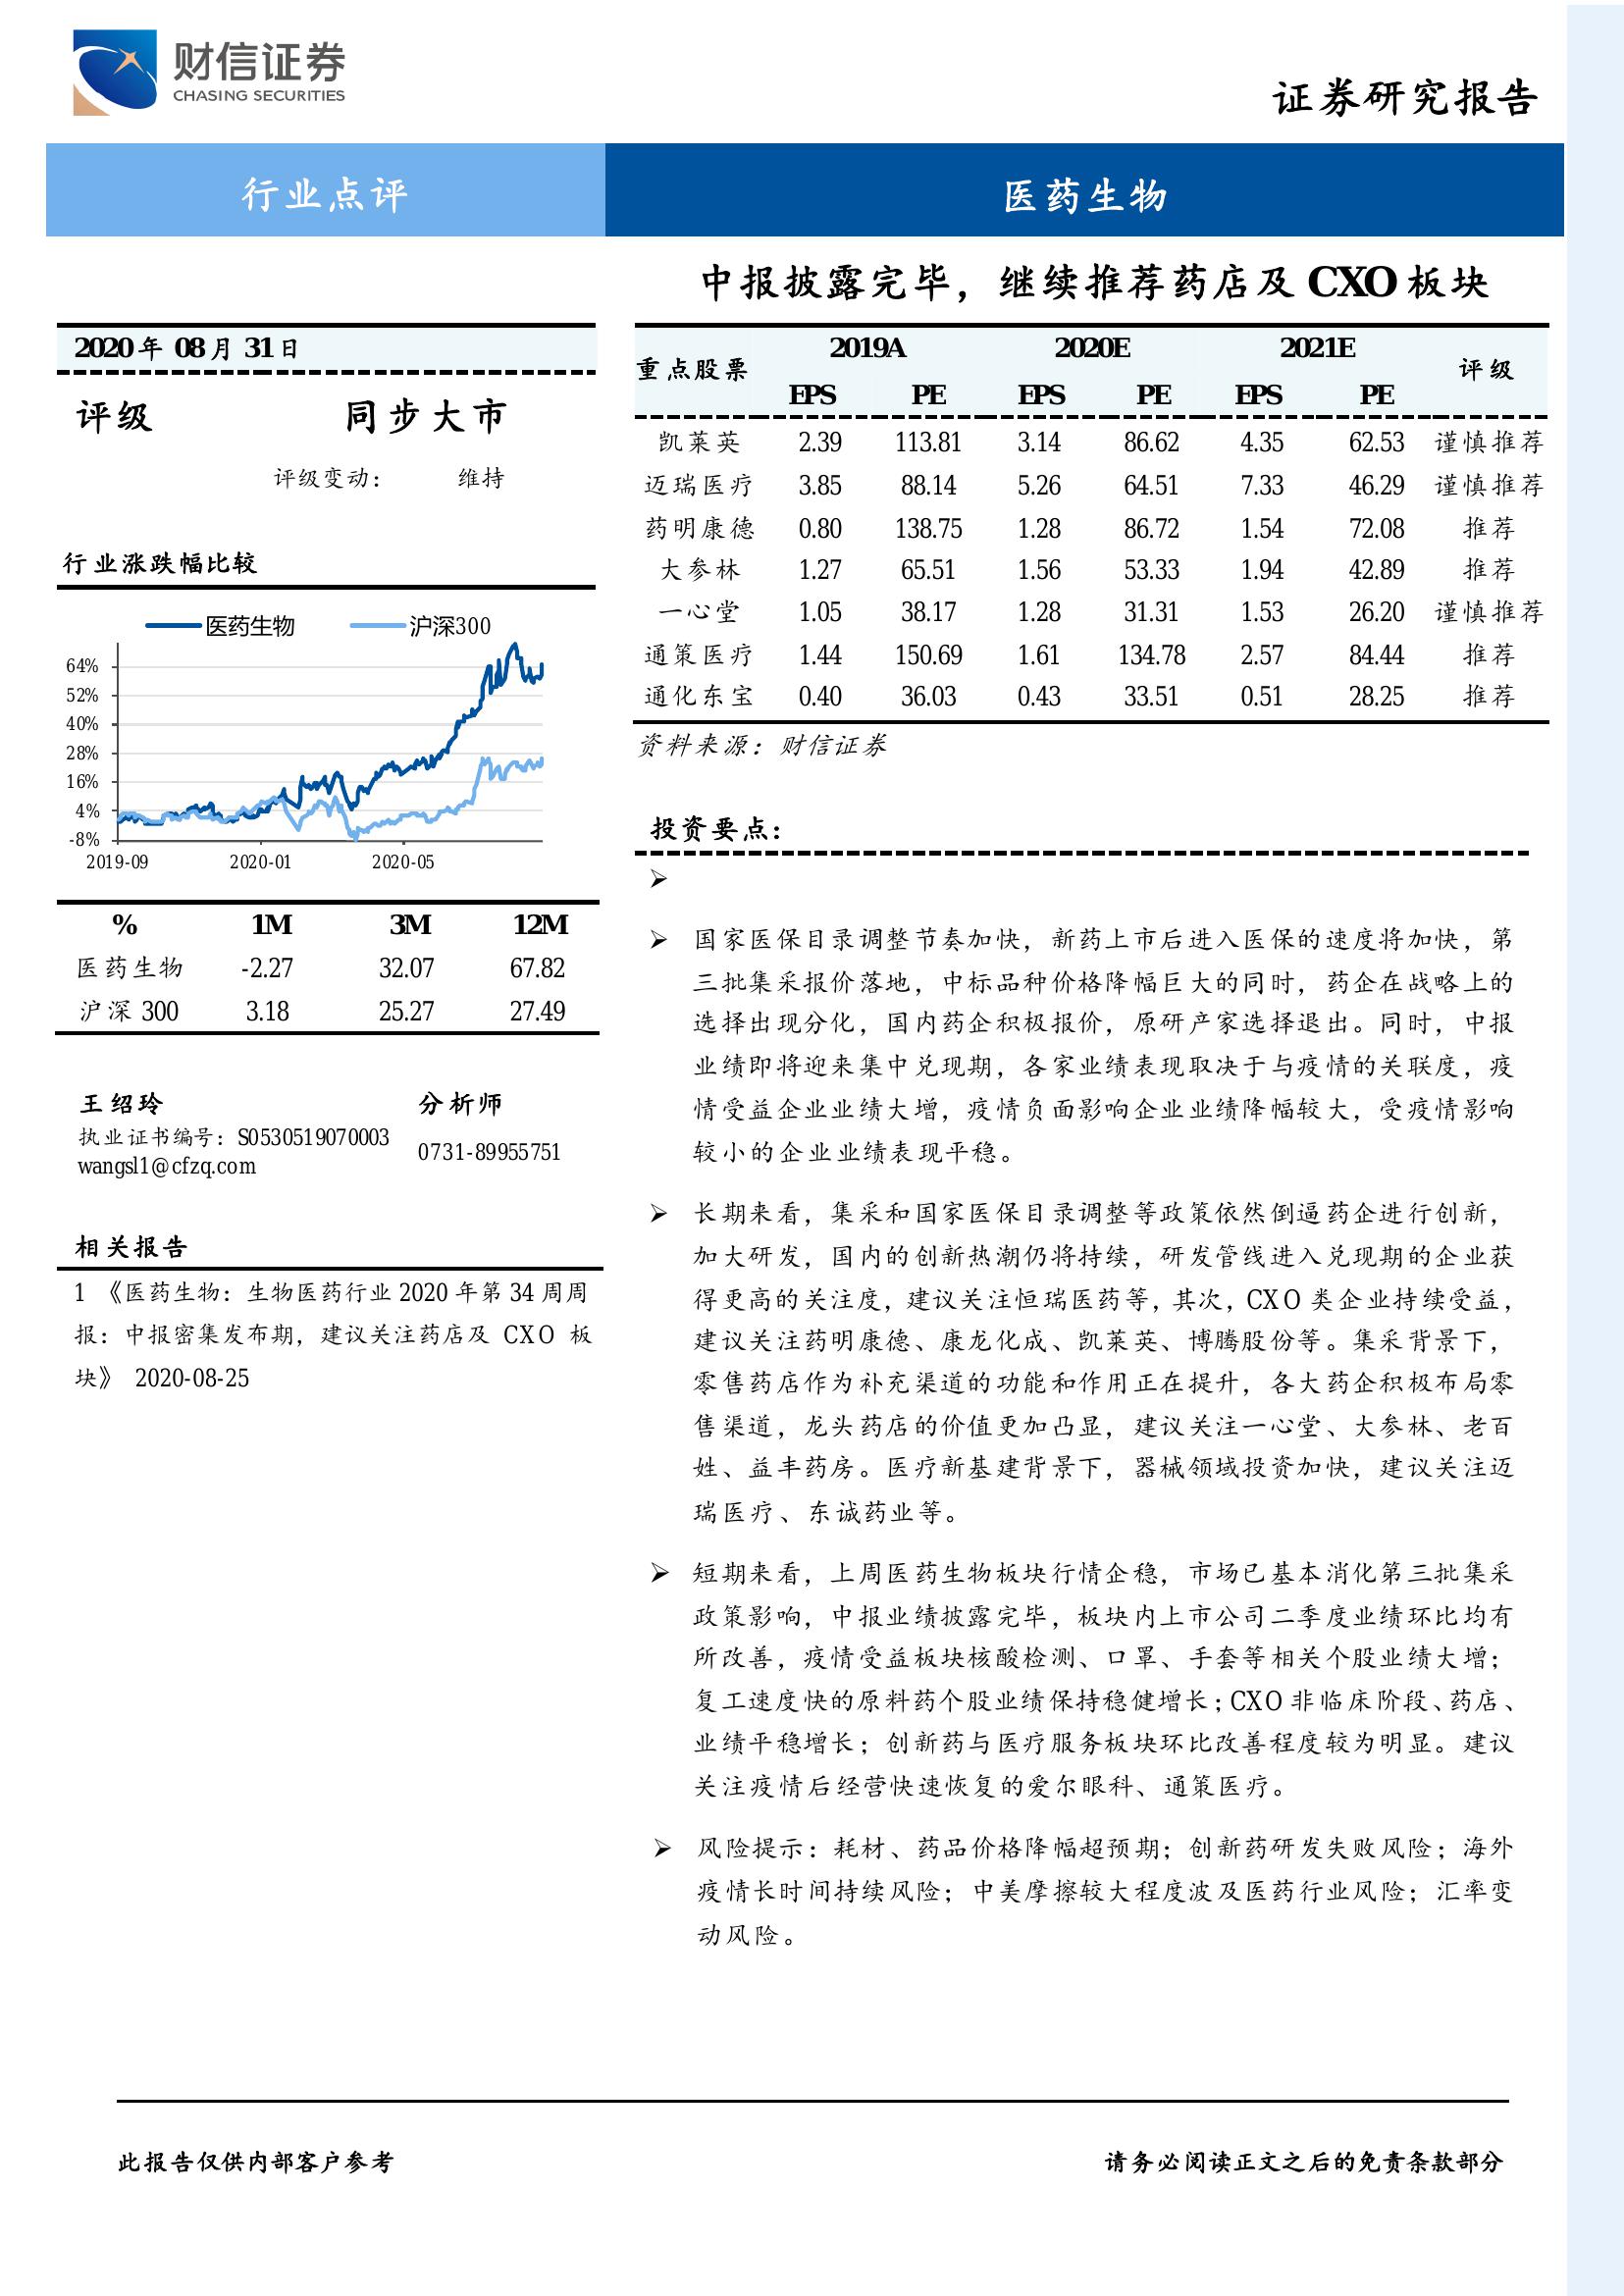 财信证券
CHASING SECURITIES
证券研究报告
行业点评
医药生物
中报披露完毕，继续推荐药店及 CXO 板块
2020 年 08 月 31 日
评级 同步大市
评级变动： 维持
行业涨跌幅比较
医药生物 沪深300
64%
52%
40%
28%
16%
4%
-8%
2019-09 2020-01 2020-05
% 1M 3M 12M
医药生物 -2.27 32.07 67.82
沪深 300 3.18 25.27 27.49
王绍玲 分析师
执业证书编号：S0530519070003
wangsl1@cfzq.com
0731-89955751
相关报告
1 《医药生物：生物医药行业 2020 年第 34 周周
报：中报密集发布期，建议关注药店及 CXO 板
块》 2020-08-25
重点股票 2019A 2020E 2021E 评级
EPS PE EPS PE EPS PE
凯莱英 2.39 113.81 3.14 86.62 4.35 62.53 谨慎推荐
迈瑞医疗 3.85 88.14 5.26 64.51 7.33 46.29 谨慎推荐
药明康德 0.80 138.75 1.28 86.72 1.54 72.08 推荐
大参林 1.27 65.51 1.56 53.33 1.94 42.89 推荐
一心堂 1.05 38.17 1.28 31.31 1.53 26.20 谨慎推荐
通策医疗 1.44 150.69 1.61 134.78 2.57 84.44 推荐
通化东宝 0.40 36.03 0.43 33.51 0.51 28.25 推荐
资料来源：财信证券
投资要点：
➢
➢ 国家医保目录调整节奏加快，新药上市后进入医保的速度将加快，第
三批集采报价落地，中标品种价格降幅巨大的同时，药企在战略上的
选择出现分化，国内药企积极报价，原研产家选择退出。同时，中报
业绩即将迎来集中兑现期，各家业绩表现取决于与疫情的关联度，疫
情受益企业业绩大增，疫情负面影响企业业绩降幅较大，受疫情影响
较小的企业业绩表现平稳。
➢ 长期来看，集采和国家医保目录调整等政策依然倒逼药企进行创新，
加大研发，国内的创新热潮仍将持续，研发管线进入兑现期的企业获
得更高的关注度，建议关注恒瑞医药等，其次，CXO 类企业持续受益，
建议关注药明康德、康龙化成、凯莱英、博腾股份等。集采背景下，
零售药店作为补充渠道的功能和作用正在提升，各大药企积极布局零
售渠道，龙头药店的价值更加凸显，建议关注一心堂、大参林、老百
姓、益丰药房。医疗新基建背景下，器械领域投资加快，建议关注迈
瑞医疗、东诚药业等。
➢ 短期来看，上周医药生物板块行情企稳，市场已基本消化第三批集采
政策影响，中报业绩披露完毕，板块内上市公司二季度业绩环比均有
所改善，疫情受益板块核酸检测、口罩、手套等相关个股业绩大增；
复工速度快的原料药个股业绩保持稳健增长；CXO 非临床阶段、药店、
业绩平稳增长；创新药与医疗服务板块环比改善程度较为明显。建议
关注疫情后经营快速恢复的爱尔眼科、通策医疗。
➢ 风险提示：耗材、药品价格降幅超预期；创新药研发失败风险；海外
疫情长时间持续风险；中美摩擦较大程度波及医药行业风险；汇率变
动风险。
此报告仅供内部客户参考
请务必阅读正文之后的免责条款部分